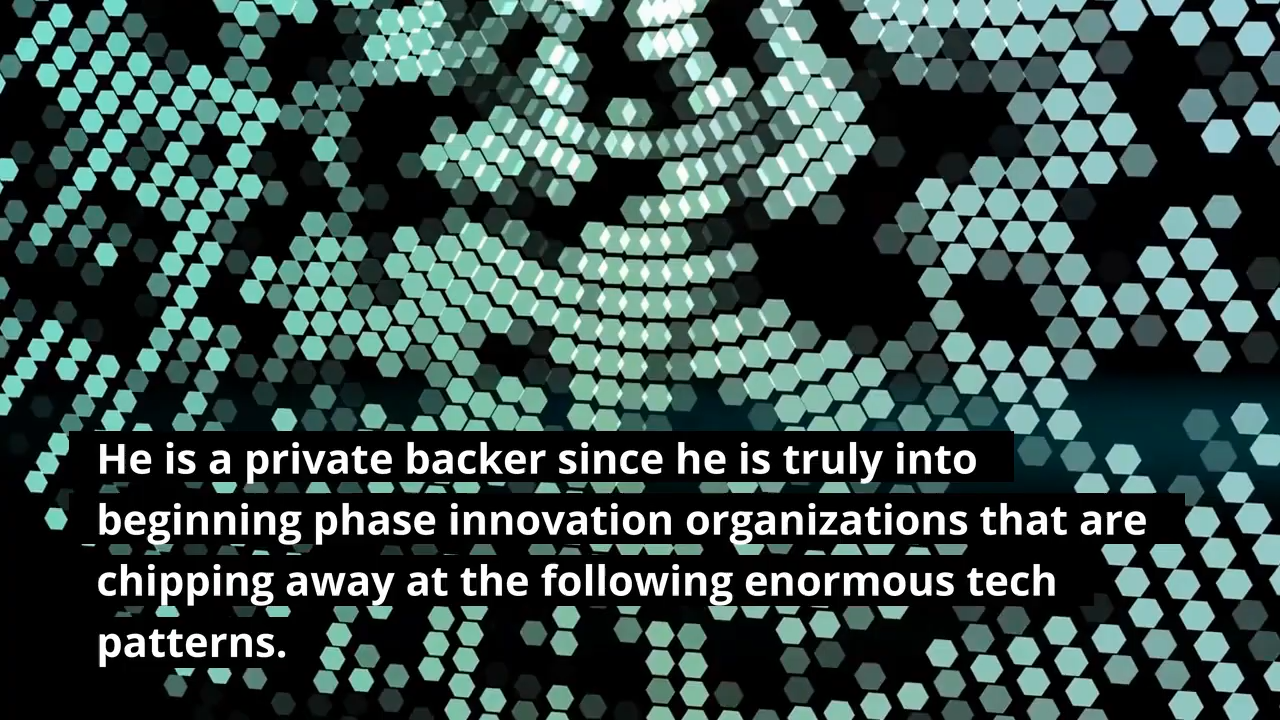 He is a private backer since he is truly into
beginning phase innovation organizations that are
chipping away at the following enormous tech
patterns.